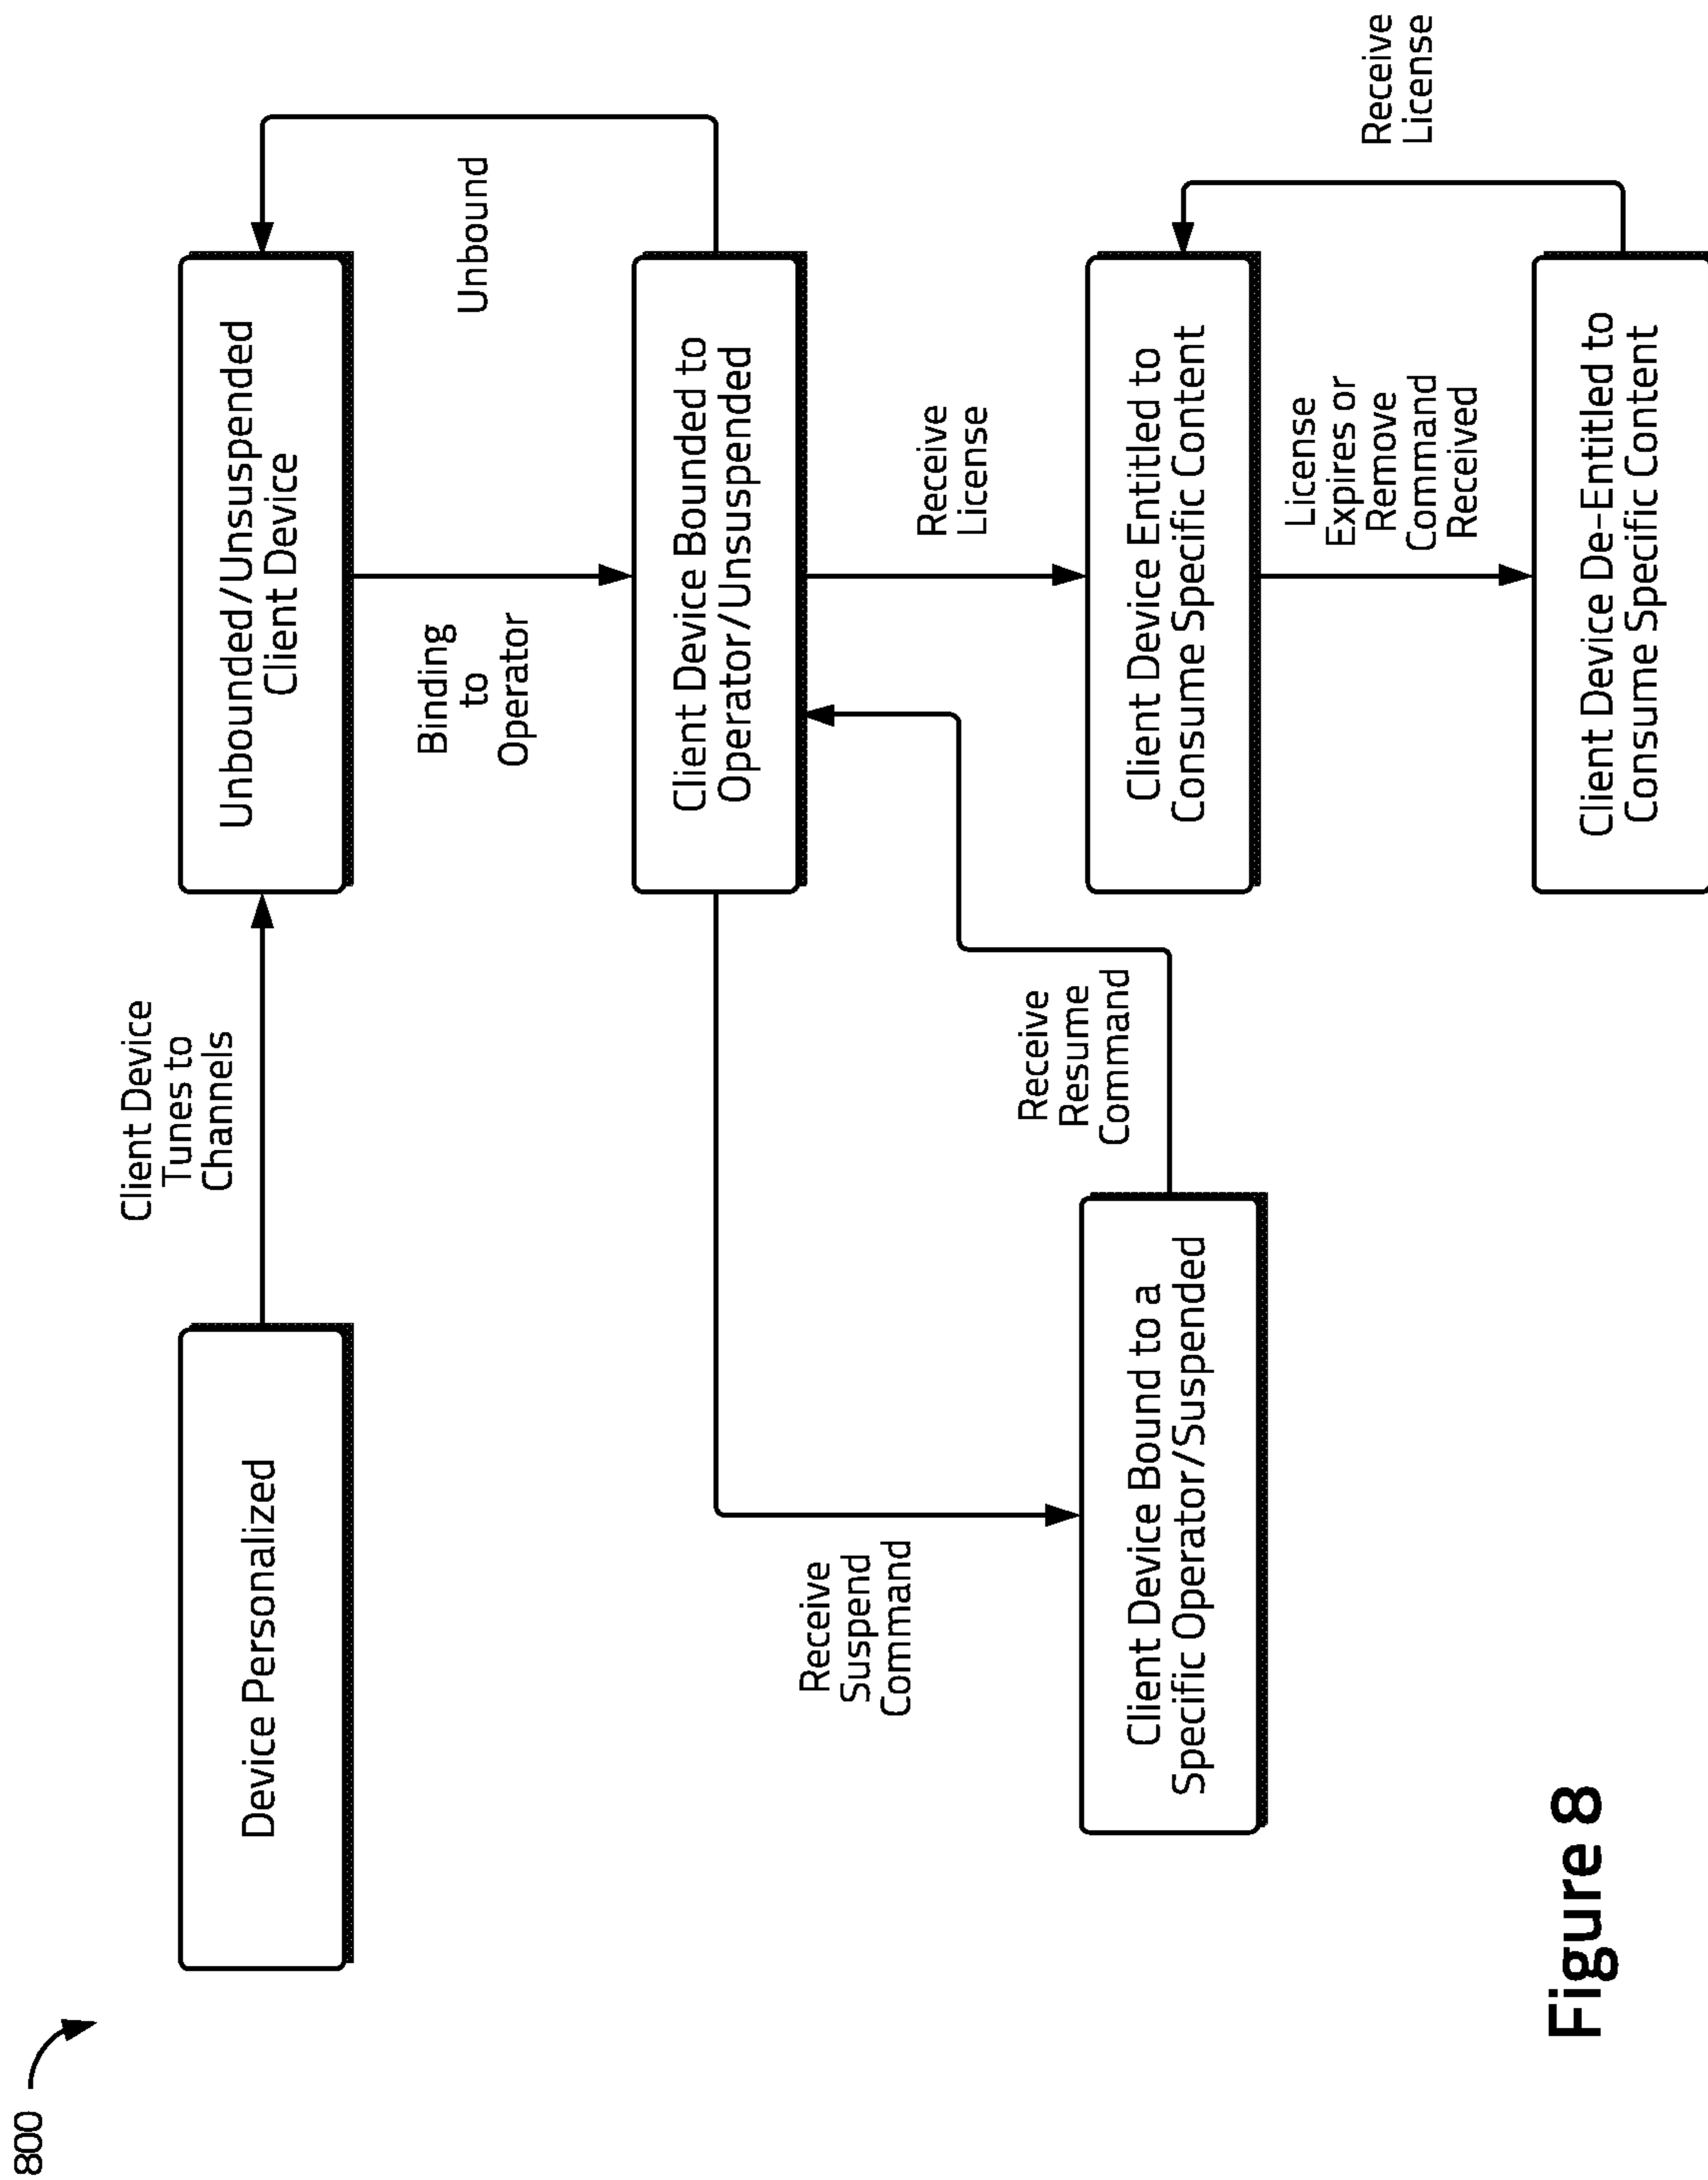 800
Device Personalized
Client Device
Tunes to
Channels
Unbounded/Unsuspended
Client Device
Binding
to
Operator
Unbound
Client Device Bounded to
Operator/Unsuspended
Receive
Suspend
Command
Receive
License
Client Device Bound to a
Specific Operator/Suspended
Receive
Resume
Command
Client Device Entitled to
Consume Specific Content
License
Expires or
Remove
Command
Received
Receive
License
Client Device De-Entitled to
Consume Specific Content
Figure 8